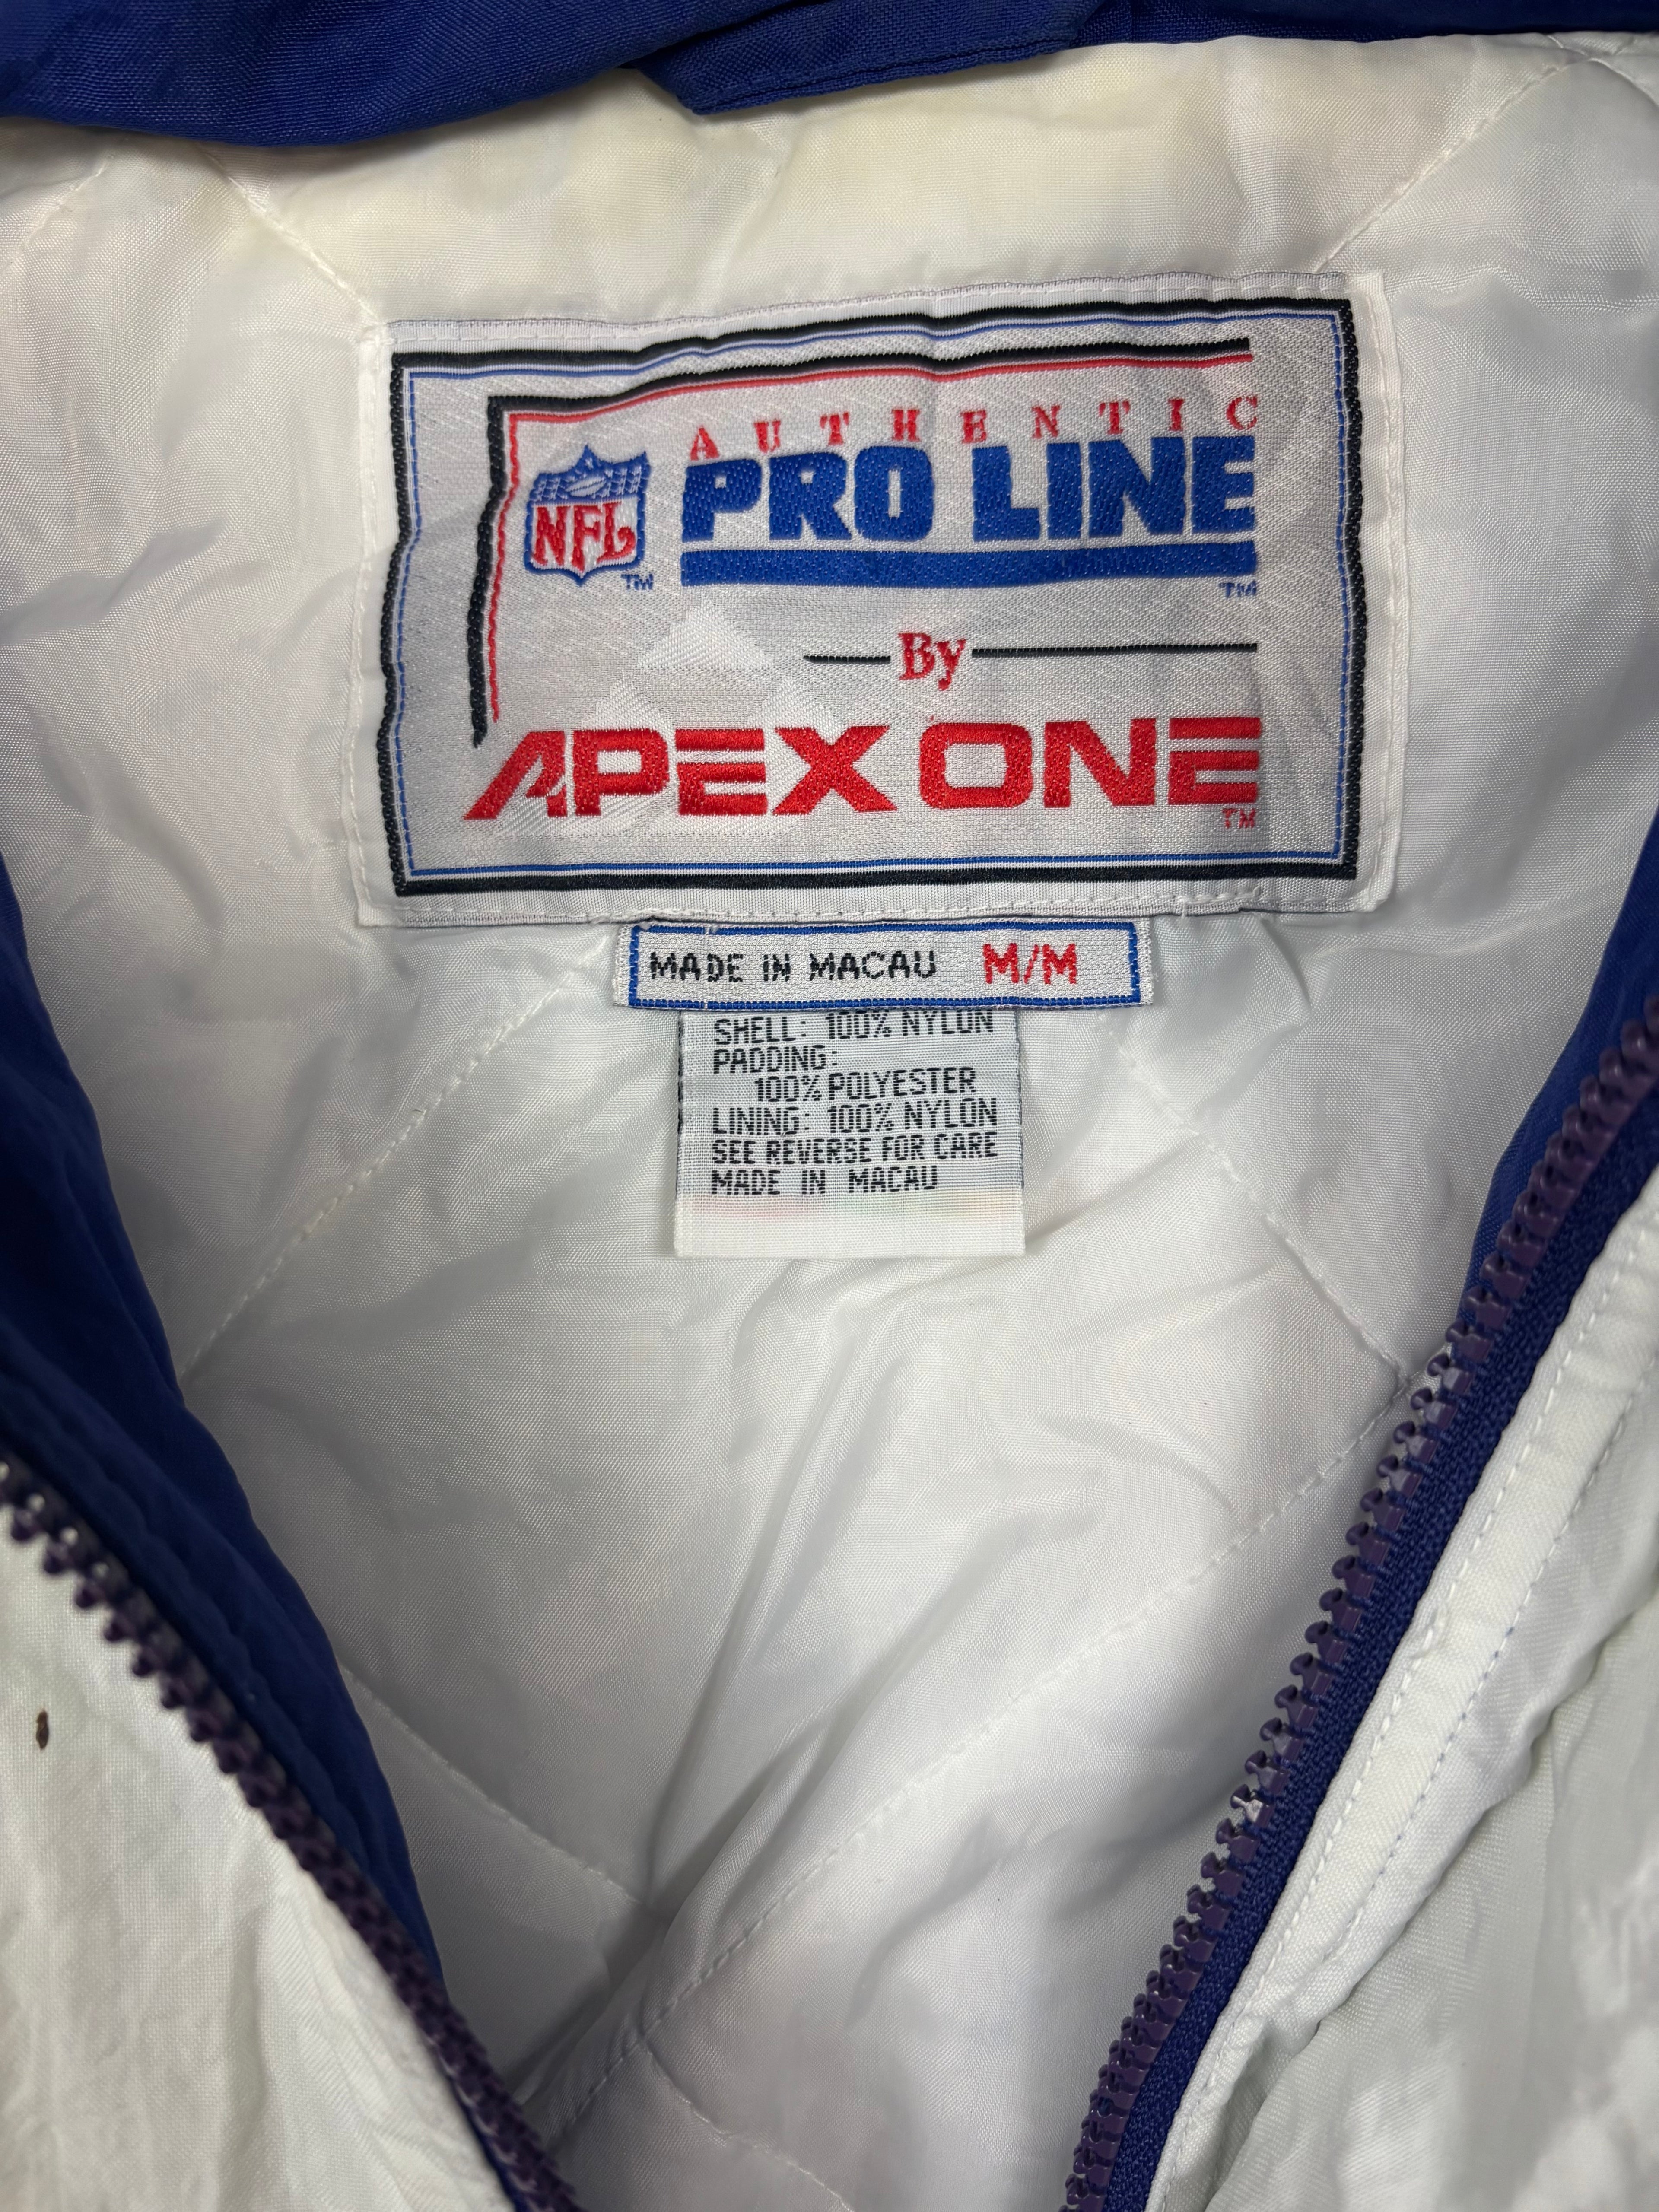 AUTHENTIC
NFL
TM
PRO LINE
TM
By
APEX ONE
TM
MADE IN MACAU M/M
SHELL: 100% NYLON
PADDING:
100% POLYESTER
LINING: 100% NYLON
SEE REVERSE FOR CARE
MADE IN MACAU